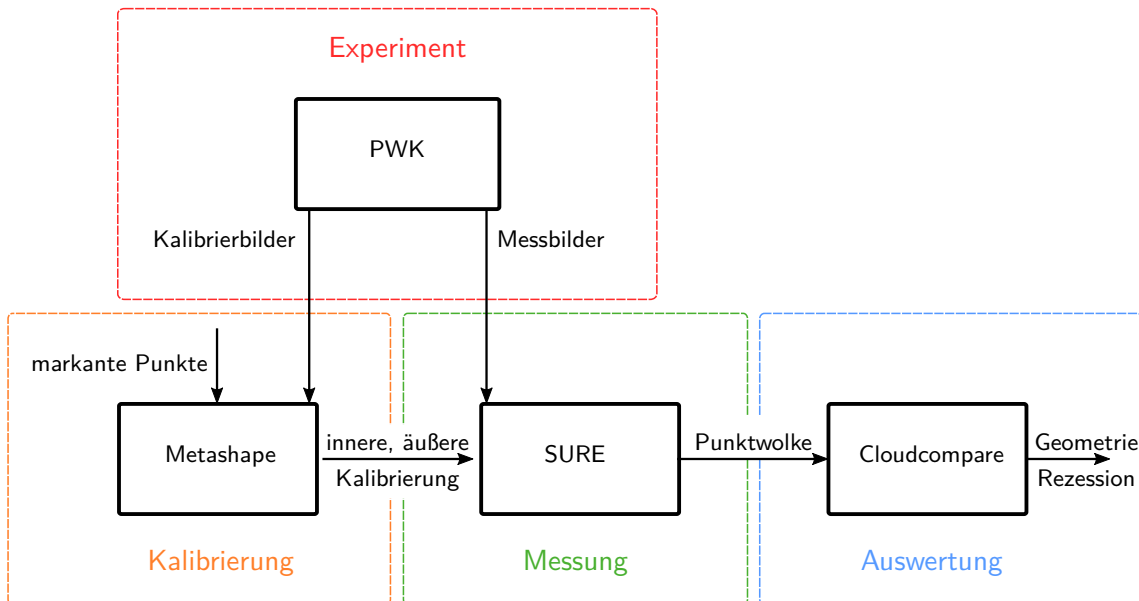 Experiment
PWK
Kalibrierbilder
Messbilder
markante Punkte
Metashape
innere, äußere
Kalibrierung
SURE
Punktwolke
Cloudcompare
Geometrie
Rezession
Kalibrierung
Messung
Auswertung